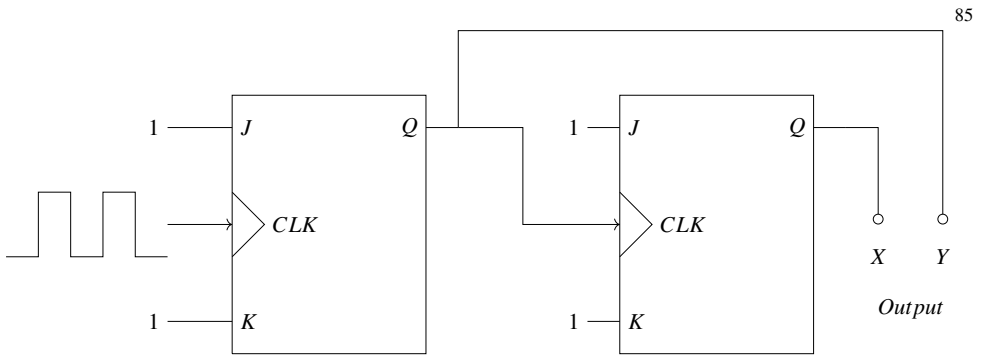 85
1 J Q 1 J Q
CLK CLK
X Y
1 K 1 K
Output